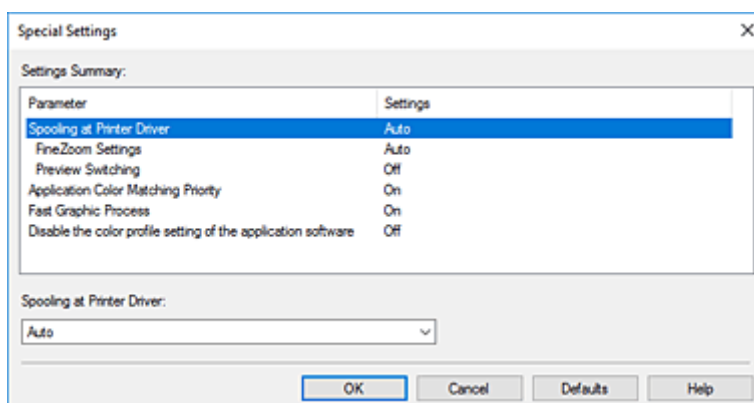 Special Settings
Settings Summary:
Parameter Settings
Spooling at Printer Driver Auto
FineZoom Settings Auto
Preview Switching Off
Application Color Matching Priority On
Fast Graphic Process On
Disable the color profile setting of the application software Off
Spooling at Printer Driver:
Auto
OK Cancel Defaults Help